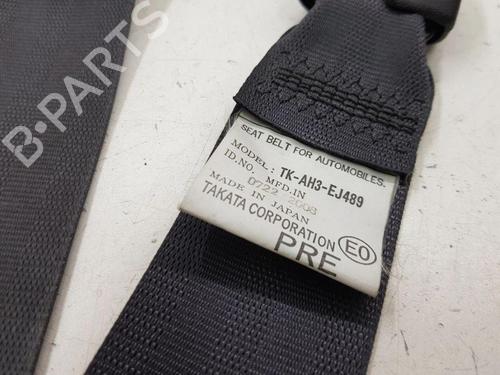 B-PARTS
SEAT BELT FOR AUTOMOBILES.
MODEL: TK-AH3-EJ489
ID.NO. MFD.IN
0722 2008
MADE IN JAPAN
TAKATA CORPORATION
E0
PRE